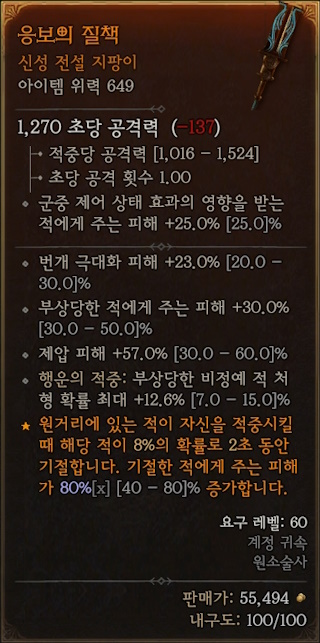 응보의 질책
신성 전설 지팡이
아이템 위력 649
1,270 초당 공격력 (-137)
적중당 공격력 [1,016 - 1,524]
초당 공격 횟수 1.00
군중 제어 상태 효과의 영향을 받는
적에게 주는 피해 +25.0% [25.0]%
번개 극대화 피해 +23.0% [20.0 -
30.0]%
부상당한 적에게 주는 피해 +30.0%
[30.0 - 50.0]%
제압 피해 +57.0% [30.0 - 60.0]%
행운의 적중: 부상당한 비정예 적 처
형 확률 최대 +12.6% [7.0 - 15.0]%
원거리에 있는 적이 자신을 적중시킬
때 해당 적이 8%의 확률로 2초 동안
기절합니다. 기절한 적에게 주는 피해
가 80%[x] [40 - 80]% 증가합니다.
요구 레벨: 60
계정 귀속
원소술사
판매가: 55,494
내구도: 100/100